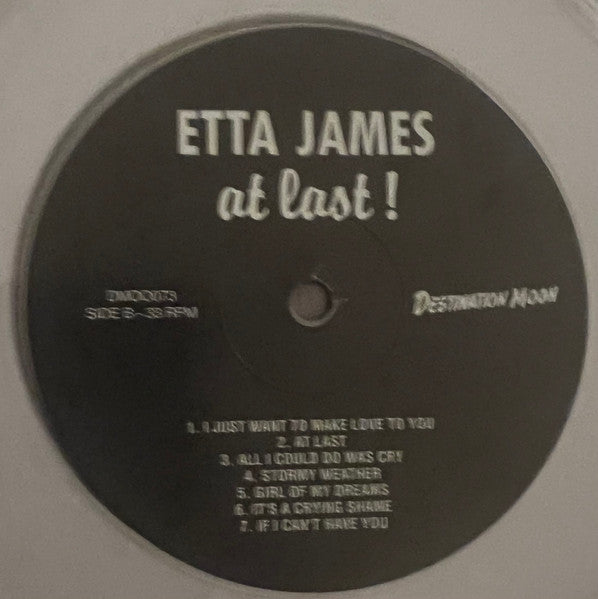 ETTA JAMES
at last!
DMOO073
SIDE B - 33 RPM
DESTINATION MOON
1. I JUST WANT TO MAKE LOVE TO YOU
2. AT LAST
3. ALL I COULD DO WAS CRY
4. STORMY WEATHER
5. GIRL OF MY DREAMS
6. IT'S A CRYING SHAME
7. IF I CAN'T HAVE YOU